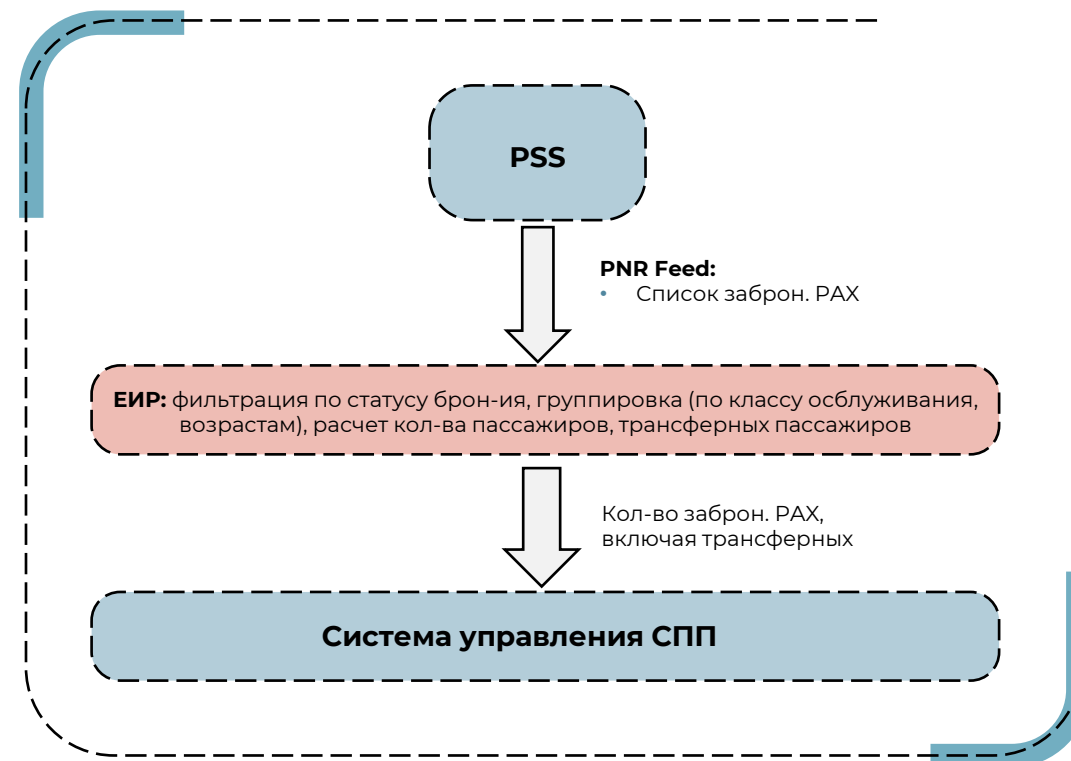 PSS
PNR Feed:
• Список заброн. PAX
ЕИР: фильтрация по статусу брон-ия, группировка (по классу осблуживания,
возрастам), расчет кол-ва пассажиров, трансферных пассажиров
Кол-во заброн. PAX,
включая трансферных
Система управления СПП